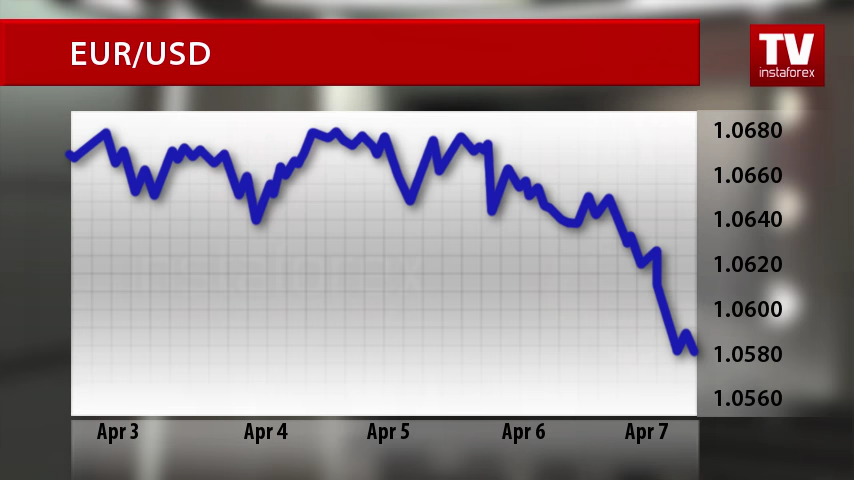 EUR/USD
TV
instaforex
1.0680
1.0660
1.0640
1.0620
1.0600
1.0580
1.0560
Apr 3
Apr 4
Apr 5
Apr 6
Apr 7